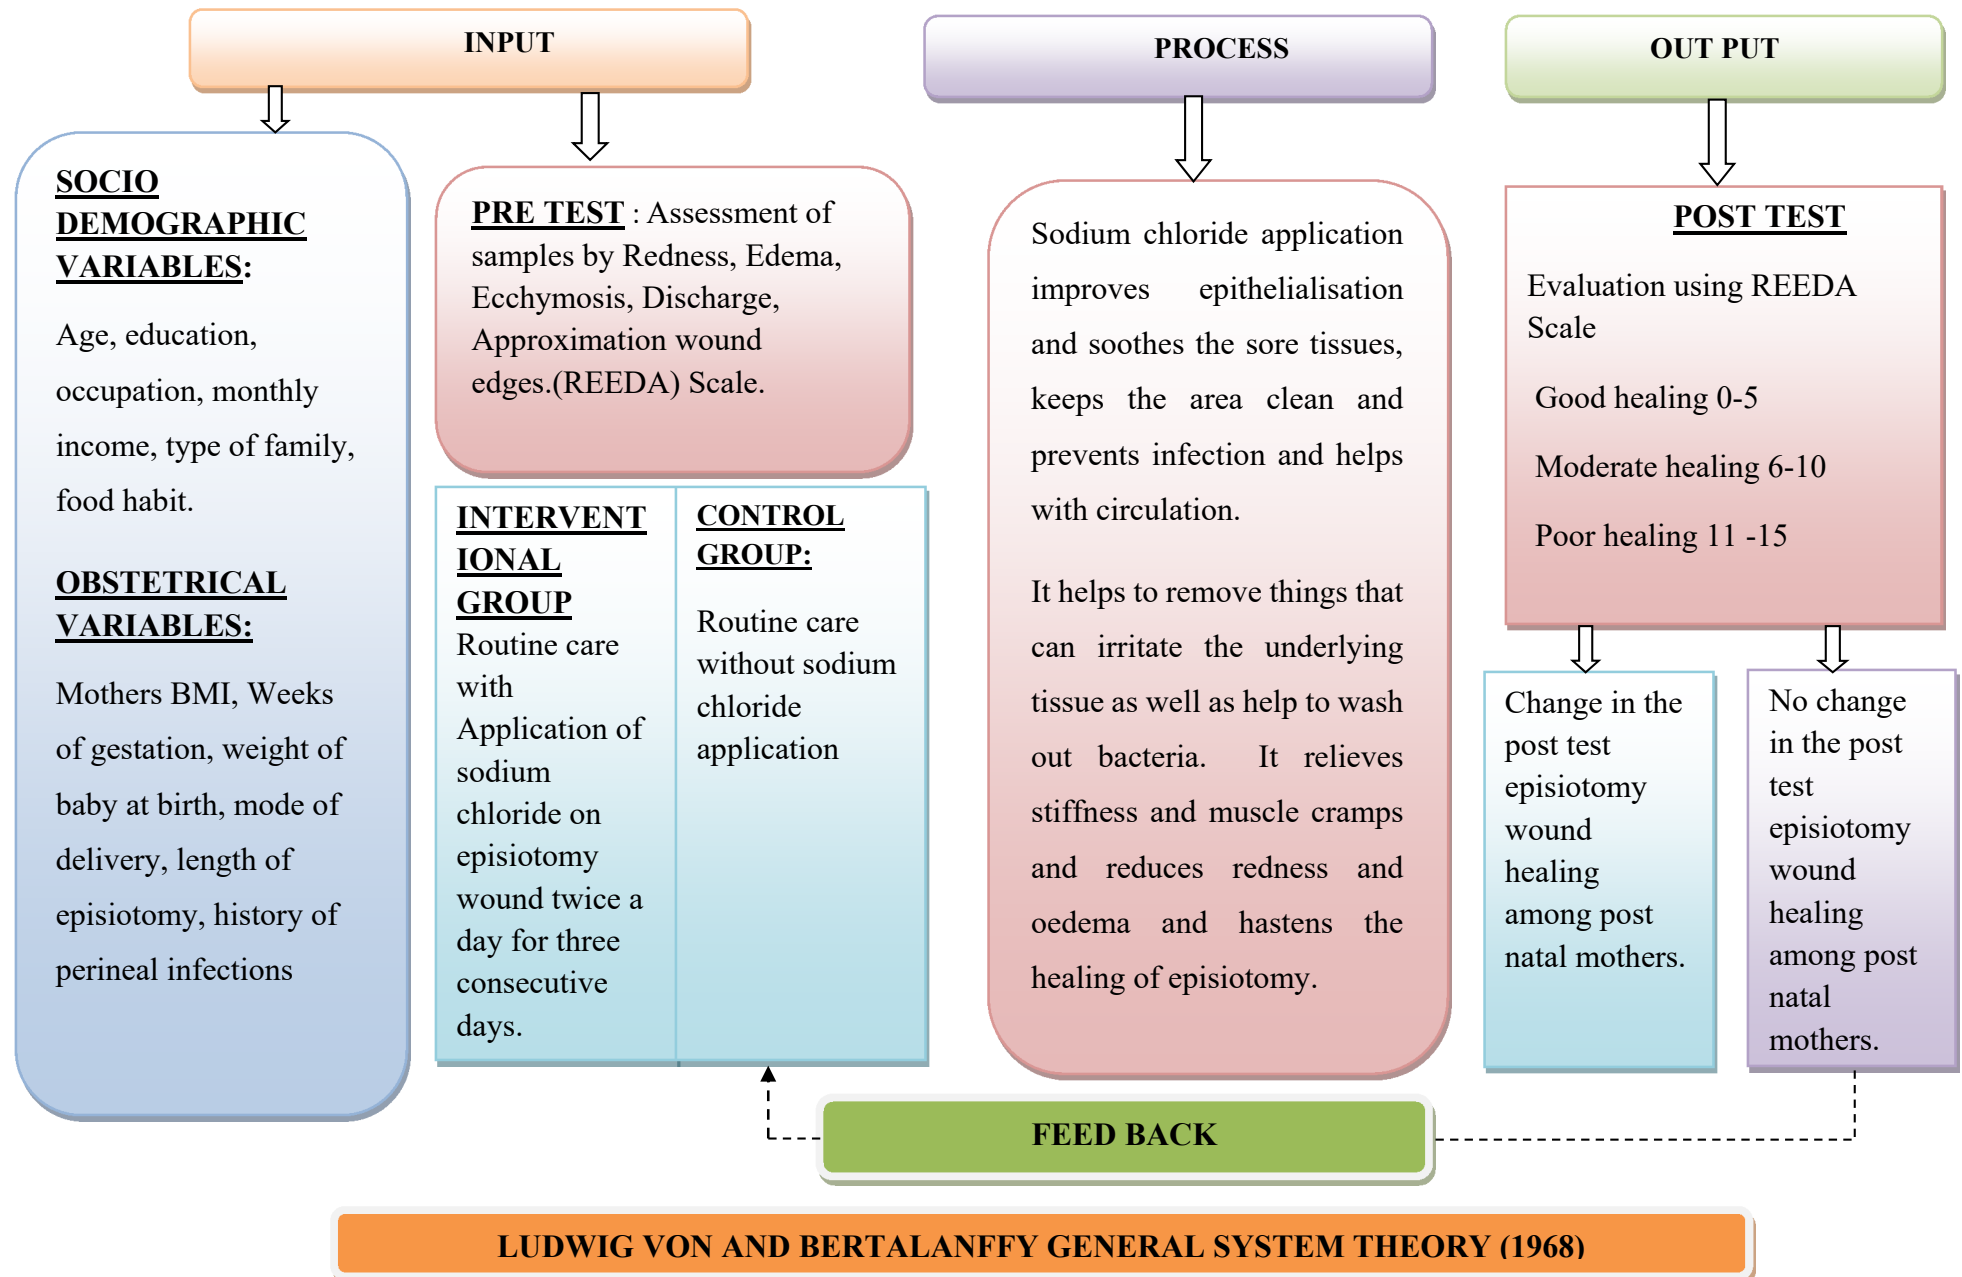 INPUT
PROCESS
OUT PUT
SOCIO
DEMOGRAPHIC
VARIABLES:
Age, education,
occupation, monthly
income, type of family,
food habit.
OBSTETRICAL
VARIABLES:
Mothers BMI, Weeks
of gestation, weight of
baby at birth, mode of
delivery, length of
episiotomy, history of
perineal infections
PRE TEST : Assessment of
samples by Redness, Edema,
Ecchymosis, Discharge,
Approximation wound
edges.(REEDA) Scale.
INTERVENT
IONAL
GROUP
Routine care
with
Application of
sodium
chloride on
episiotomy
wound twice a
day for three
consecutive
days.
CONTROL
GROUP:
Routine care
without sodium
chloride
application
Sodium chloride application
improves epithelialisation
and soothes the sore tissues,
keeps the area clean and
prevents infection and helps
with circulation.
It helps to remove things that
can irritate the underlying
tissue as well as help to wash
out bacteria. It relieves
stiffness and muscle cramps
and reduces redness and
oedema and hastens the
healing of episiotomy.
POST TEST
Evaluation using REEDA
Scale
Good healing 0-5
Moderate healing 6-10
Poor healing 11 -15
Change in the
post test
episiotomy
wound
healing
among post
natal mothers.
No change
in the post
test
episiotomy
wound
healing
among post
natal
mothers.
FEED BACK
LUDWIG VON AND BERTALANFFY GENERAL SYSTEM THEORY (1968)